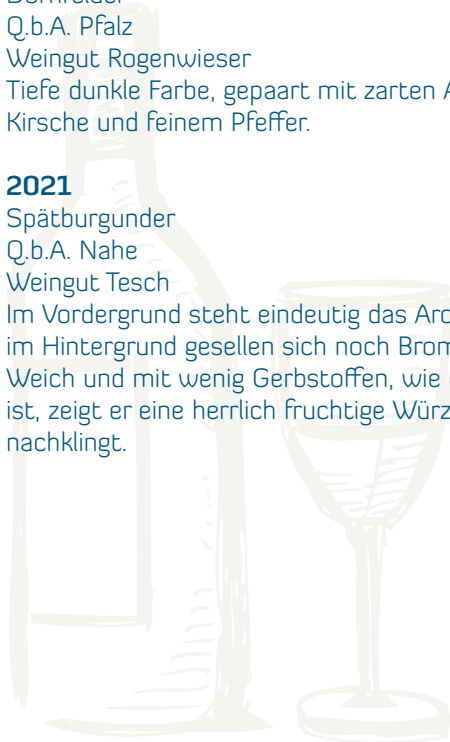 Q.b.A. Pfalz
Weingut Rogenwieser
Tiefe dunkle Farbe, gepaart mit zarten
Kirsche und feinem Pfeffer.
2021
Spätburgunder
Q.b.A. Nahe
Weingut Tesch
Im Vordergrund steht eindeutig das
im Hintergrund gesellen sich noch
Weich und mit wenig Gerbstoffen, wie
ist, zeigt er eine herrlich fruchtige
nachklingt.